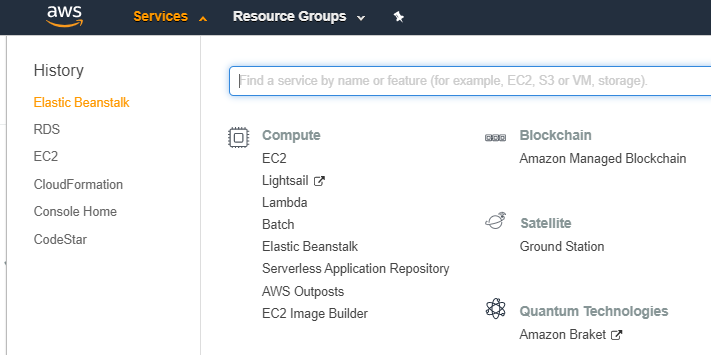 aws Services Resource Groups
History
Elastic Beanstalk
RDS
EC2
CloudFormation
Console Home
CodeStar
Find a service by name or feature (for example, EC2, S3 or VM, storage).
Compute
EC2
Lightsail
Lambda
Batch
Elastic Beanstalk
Serverless Application Repository
AWS Outposts
EC2 Image Builder
Blockchain
Amazon Managed Blockchain
Satellite
Ground Station
Quantum Technologies
Amazon Braket